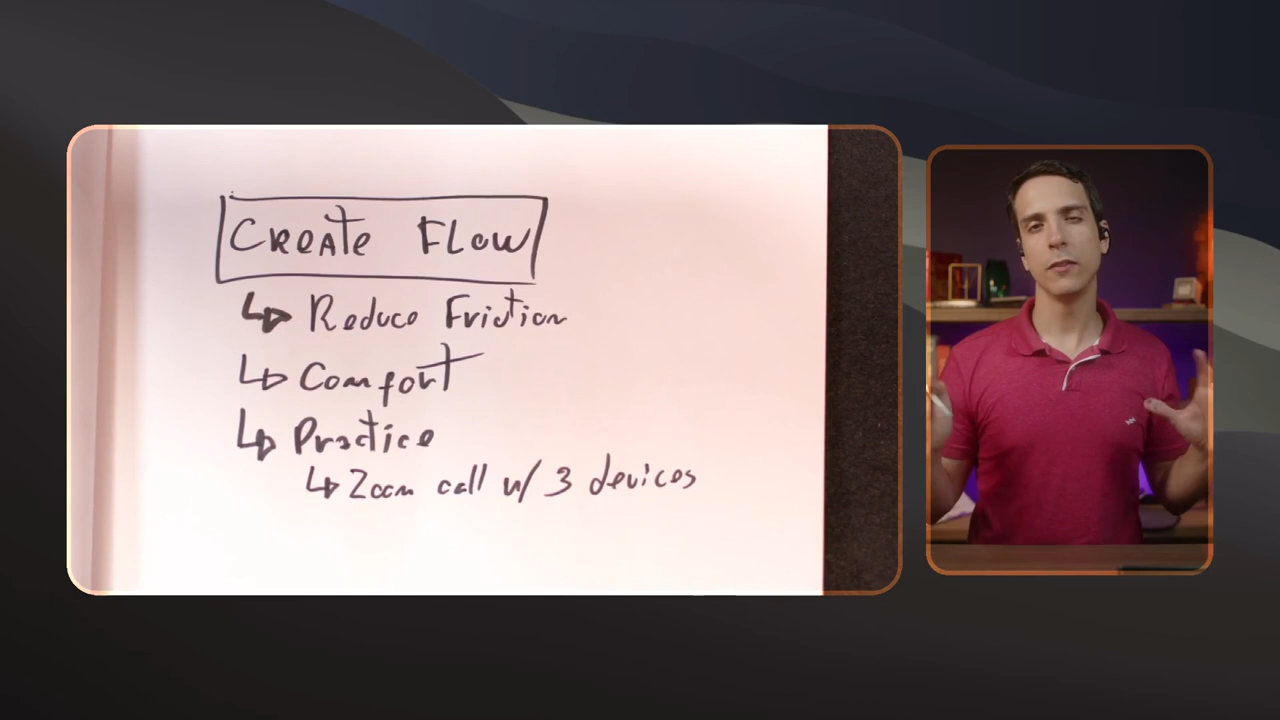 CREATE FLOW
↳ Reduce Friction
↳ Comfort
↳ Practice
↳ Zoom call w/ 3 devices